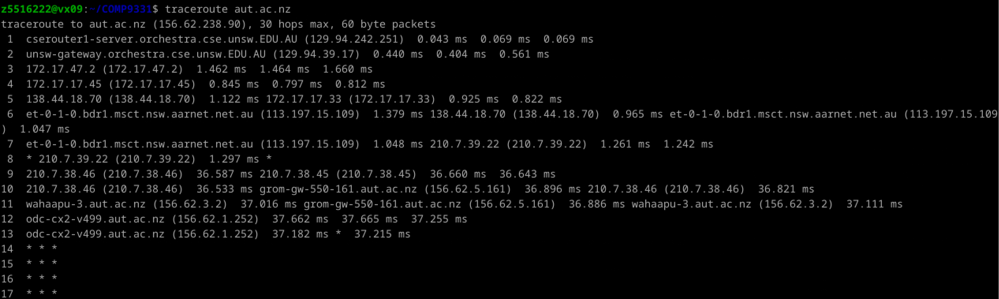 z5516222@vx09:~/COMP9331$ traceroute aut.ac.nz
traceroute to aut.ac.nz (156.62.238.90), 30 hops max, 60 byte packets
 1  cserouter1-server.orchestra.cse.unsw.EDU.AU (129.94.242.251)  0.043 ms  0.069 ms  0.069 ms
 2  unsw-gateway.orchestra.cse.unsw.EDU.AU (129.94.39.17)  0.440 ms  0.404 ms  0.561 ms
 3  172.17.47.2 (172.17.47.2)  1.462 ms  1.464 ms  1.660 ms
 4  172.17.17.45 (172.17.17.45)  0.845 ms  0.797 ms  0.812 ms
 5  138.44.18.70 (138.44.18.70)  1.122 ms 172.17.17.33 (172.17.17.33)  0.925 ms  0.822 ms
 6  et-0-1-0.bdr1.msct.nsw.aarnet.net.au (113.197.15.109)  1.379 ms 138.44.18.70 (138.44.18.70)  0.965 ms et-0-1-0.bdr1.msct.nsw.aarnet.net.au (113.197.15.109
)  1.047 ms
 7  et-0-1-0.bdr1.msct.nsw.aarnet.net.au (113.197.15.109)  1.048 ms 210.7.39.22 (210.7.39.22)  1.261 ms  1.242 ms
 8  * 210.7.39.22 (210.7.39.22)  1.297 ms *
 9  210.7.38.46 (210.7.38.46)  36.587 ms 210.7.38.45 (210.7.38.45)  36.660 ms  36.643 ms
10  210.7.38.46 (210.7.38.46)  36.533 ms grom-gw-550-161.aut.ac.nz (156.62.5.161)  36.896 ms 210.7.38.46 (210.7.38.46)  36.821 ms
11  wahaapu-3.aut.ac.nz (156.62.3.2)  37.016 ms grom-gw-550-161.aut.ac.nz (156.62.5.161)  36.886 ms wahaapu-3.aut.ac.nz (156.62.3.2)  37.111 ms
12  odc-cx2-v499.aut.ac.nz (156.62.1.252)  37.662 ms  37.665 ms  37.255 ms
13  odc-cx2-v499.aut.ac.nz (156.62.1.252)  37.182 ms *  37.215 ms
14  * * *
15  * * *
16  * * *
17  * * *